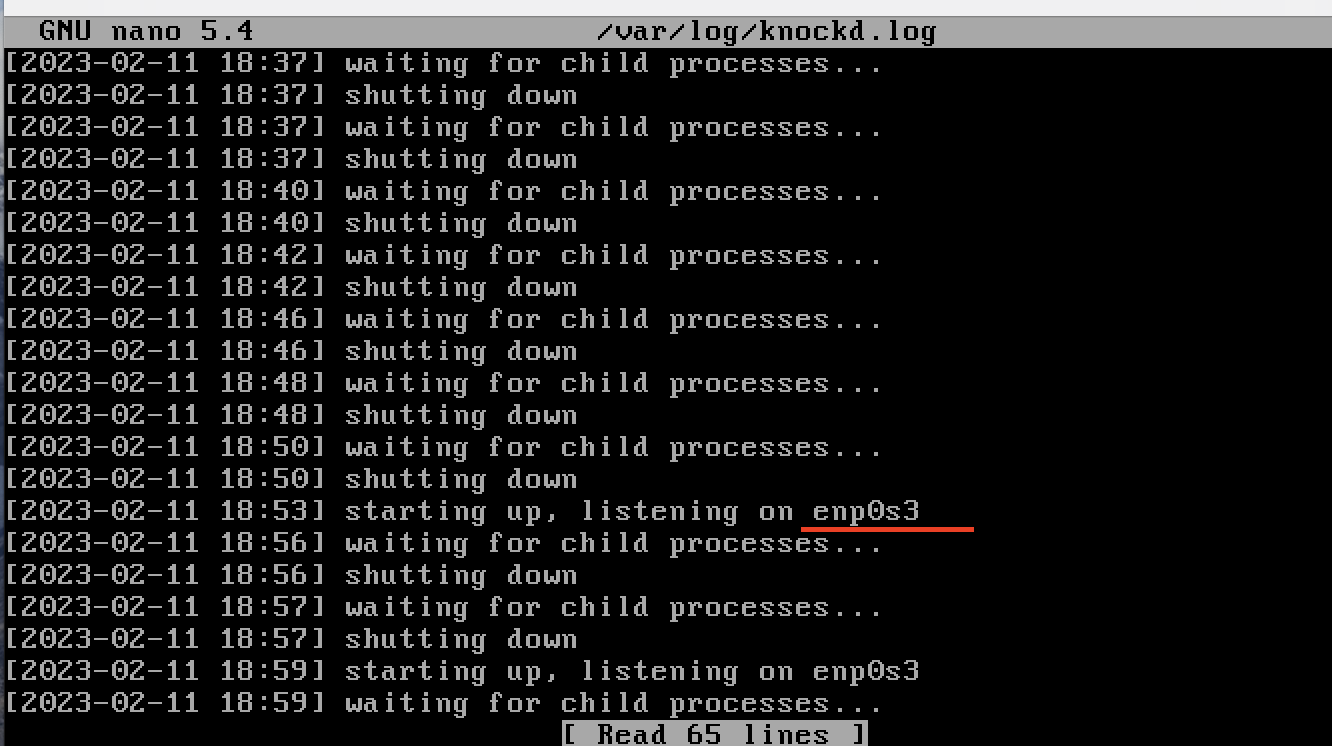 GNU nano 5.4 /var/log/knockd.log
[2023-02-11 18:37] waiting for child processes...
[2023-02-11 18:37] shutting down
[2023-02-11 18:37] waiting for child processes...
[2023-02-11 18:37] shutting down
[2023-02-11 18:40] waiting for child processes...
[2023-02-11 18:40] shutting down
[2023-02-11 18:42] waiting for child processes...
[2023-02-11 18:42] shutting down
[2023-02-11 18:46] waiting for child processes...
[2023-02-11 18:46] shutting down
[2023-02-11 18:48] waiting for child processes...
[2023-02-11 18:48] shutting down
[2023-02-11 18:50] waiting for child processes...
[2023-02-11 18:50] shutting down
[2023-02-11 18:53] starting up, listening on enp0s3
[2023-02-11 18:56] waiting for child processes...
[2023-02-11 18:56] shutting down
[2023-02-11 18:57] waiting for child processes...
[2023-02-11 18:57] shutting down
[2023-02-11 18:59] starting up, listening on enp0s3
[2023-02-11 18:59] waiting for child processes...
[ Read 65 lines ]